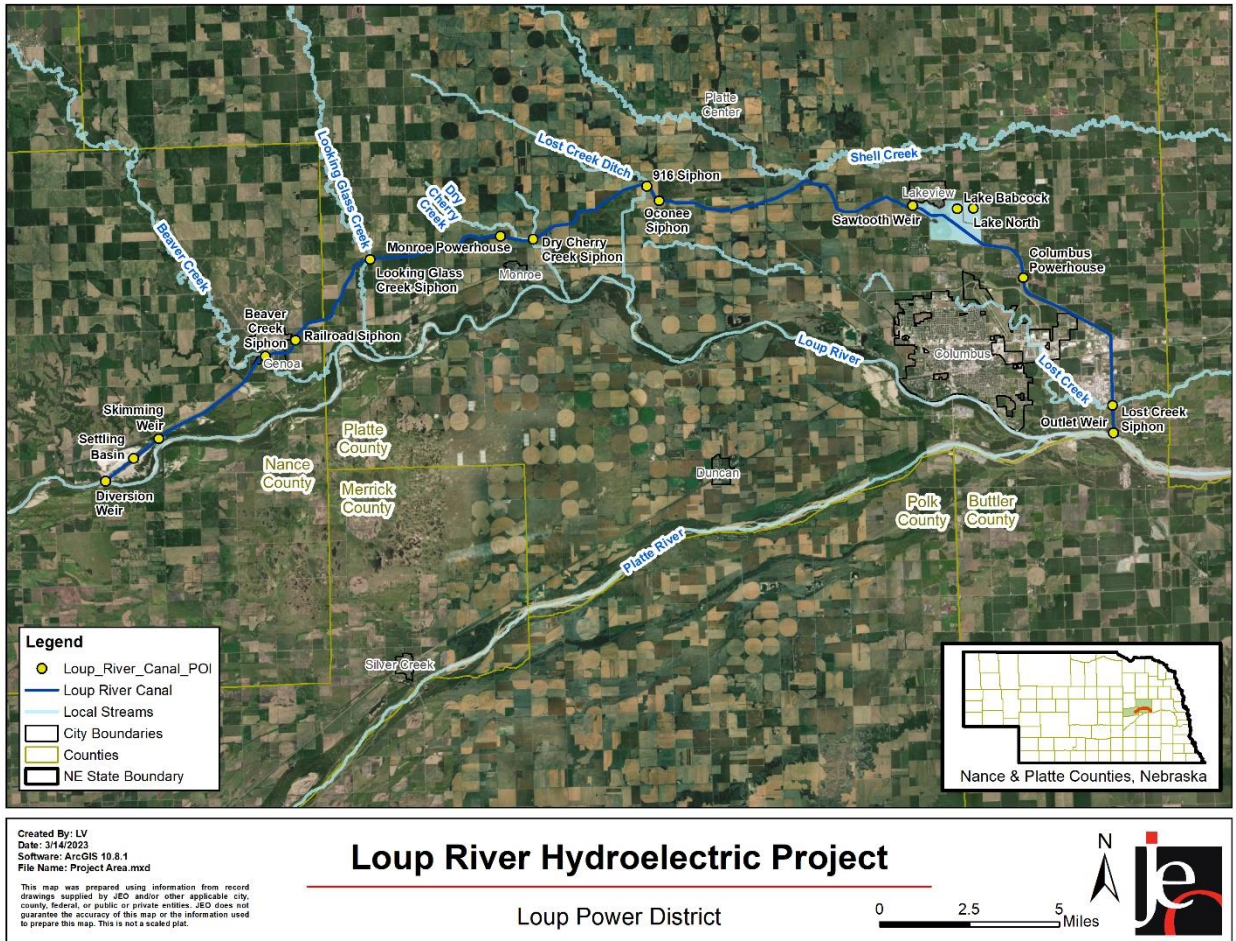 Platte
Center
Looking Glass Creek
Lost Creek Ditch
916 Siphon
Shell Creek
Dry
Cherry
Creek
Lakeview
Lake Babcock
Oconee
Siphon
Sawtooth Weir
Lake North
Beaver Creek
Monroe Powerhouse
Dry Cherry
Creek Siphon
Columbus
Powerhouse
Monroe
Looking Glass
Creek Siphon
Beaver
Creek
Siphon
Railroad Siphon
Genoa
Loup River
Columbus
Lost Creek
Skimming
Weir
Lost Creek
Siphon
Outlet Weir
Settling
Basin
Platte
County
Nance
County
Merrick
County
Duncan
Diversion
Weir
Polk
County
Buttler
County
Platte River
Silver Creek
Legend
Loup_River_Canal_POI
Loup River Canal
Local Streams
City Boundaries
Counties
NE State Boundary
Nance & Platte Counties, Nebraska
Created By: LV
Date: 3/14/2023
Software: ArcGIS 10.8.1
File Name: Project Area.mxd
This map was prepared using information from record
drawings supplied by JEO and/or other applicable city,
county, federal, or public or private entities. JEO does not
guarantee the accuracy of this map or the information used
to prepare this map. This is not a scaled plat.
Loup River Hydroelectric Project
Loup Power District
0 2.5 5
Miles
N
jeo